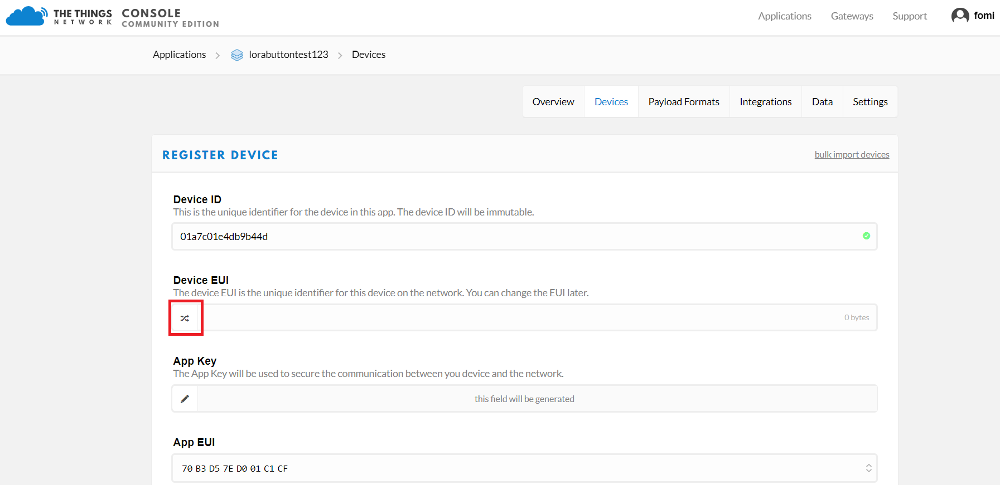 THE THINGS
NETWORK
CONSOLE
COMMUNITY EDITION
Applications Gateways Support fomi
Applications lorabuttontest123 Devices
Overview Devices Payload Formats Integrations Data Settings
REGISTER DEVICE bulk import devices
Device ID
This is the unique identifier for the device in this app. The device ID will be immutable.
01a7c01e4db9b44d
Device EUI
The device EUI is the unique identifier for this device on the network. You can change the EUI later.
0 bytes
App Key
The App Key will be used to secure the communication between you device and the network.
this field will be generated
App EUI
70 B3 D5 7E D0 01 C1 CF